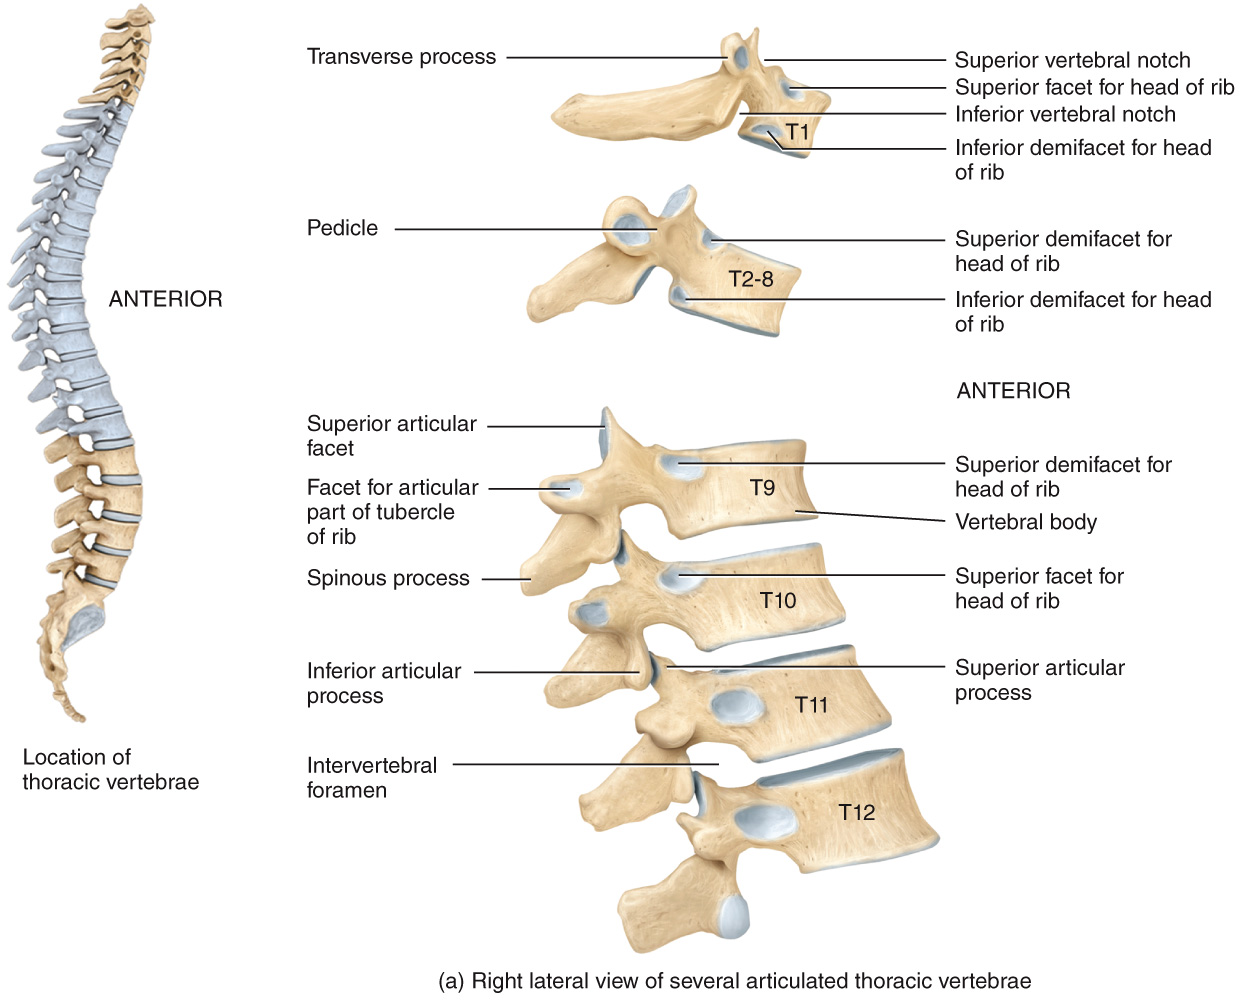 Transverse process
Superior vertebral notch
Superior facet for head of rib
Inferior vertebral notch
T1
Inferior demifacet for head
of rib
Pedicle
Superior demifacet for
head of rib
T2-8
Inferior demifacet for head
of rib
ANTERIOR
ANTERIOR
Superior articular
facet
Superior demifacet for
head of rib
T9
Facet for articular
part of tubercle
of rib
Vertebral body
Spinous process
Superior facet for
head of rib
T10
Inferior articular
process
Superior articular
process
T11
Location of
thoracic vertebrae
Intervertebral
foramen
T12
(a) Right lateral view of several articulated thoracic vertebrae